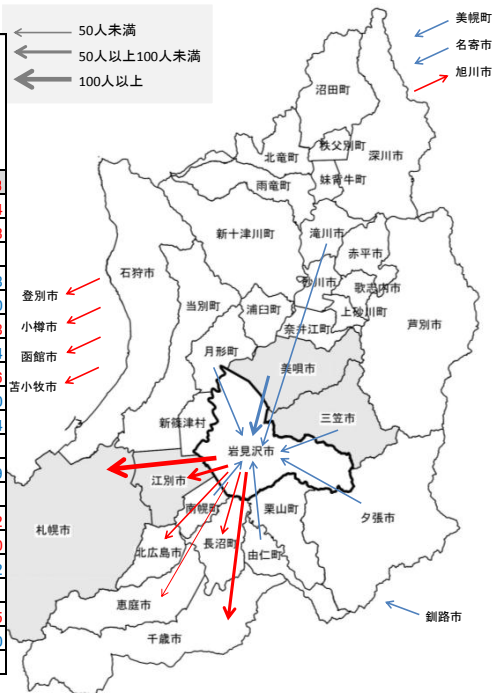 50人未満
50人以上100人未満
100人以上
美幌町
名寄市
旭川市
沼田町
秩父別町
深川市
北竜町
妹背牛町
雨竜町
新十津川町
滝川市
赤平市
石狩市
砂川市
歌志内市
登別市
当別町
浦臼町
上砂川町
芦別市
小樽市
奈井江町
函館市
月形町
美唄市
苫小牧市
三笠市
新篠津村
岩見沢市
江別市
札幌市
南幌町
栗山町
夕張市
長沼町
北広島市
由仁町
恵庭市
釧路市
千歳市